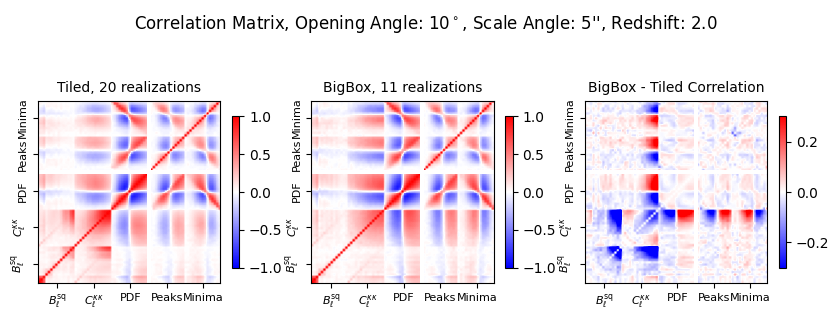 Correlation Matrix, Opening Angle: 10°, Scale Angle: 5'', Redshift: 2.0
Tiled, 20 realizations
BigBox, 11 realizations
BigBox - Tiled Correlation
Minima
Peaks
PDF
C_ℓ^κκ
B_ℓ^sq
B_ℓ^sq C_ℓ^κκ PDF Peaks Minima
1.0
0.5
0.0
−0.5
−1.0
Minima
Peaks
PDF
C_ℓ^κκ
B_ℓ^sq
B_ℓ^sq C_ℓ^κκ PDF Peaks Minima
1.0
0.5
0.0
−0.5
−1.0
Minima
Peaks
PDF
C_ℓ^κκ
B_ℓ^sq
B_ℓ^sq C_ℓ^κκ PDF Peaks Minima
0.2
0.0
−0.2